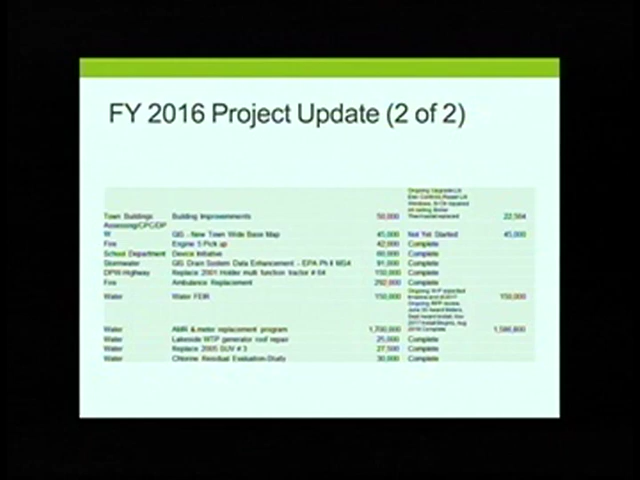 FY 2016 Project Update (2 of 2)
Town Buildings Building Improvements 50,000 22,564
Assessing/CPC/DP
W GIS - New Town Wide Base Map 45,000 Not Yet Started 45,000
Fire Engine 5 Pick up 42,000 Complete
School Department Device Initiative 60,000 Complete
Stormwater GIS Drain System Data Enhancement - EPA Ph II MS4 91,000 Complete
DPW/Highway Replace 2001 Holder multi function tractor # 64 150,000 Complete
Fire Ambulance Replacement 292,000 Complete
Water Water FEIR 150,000 150,000
Water AMR & meter replacement program 1,700,000 Complete
Water Lakeside WTP generator roof repair 25,000 Complete
Water Replace 2005 SUV # 3 27,500 Complete
Water Chlorine Residual Evaluation-Study 30,000 Complete